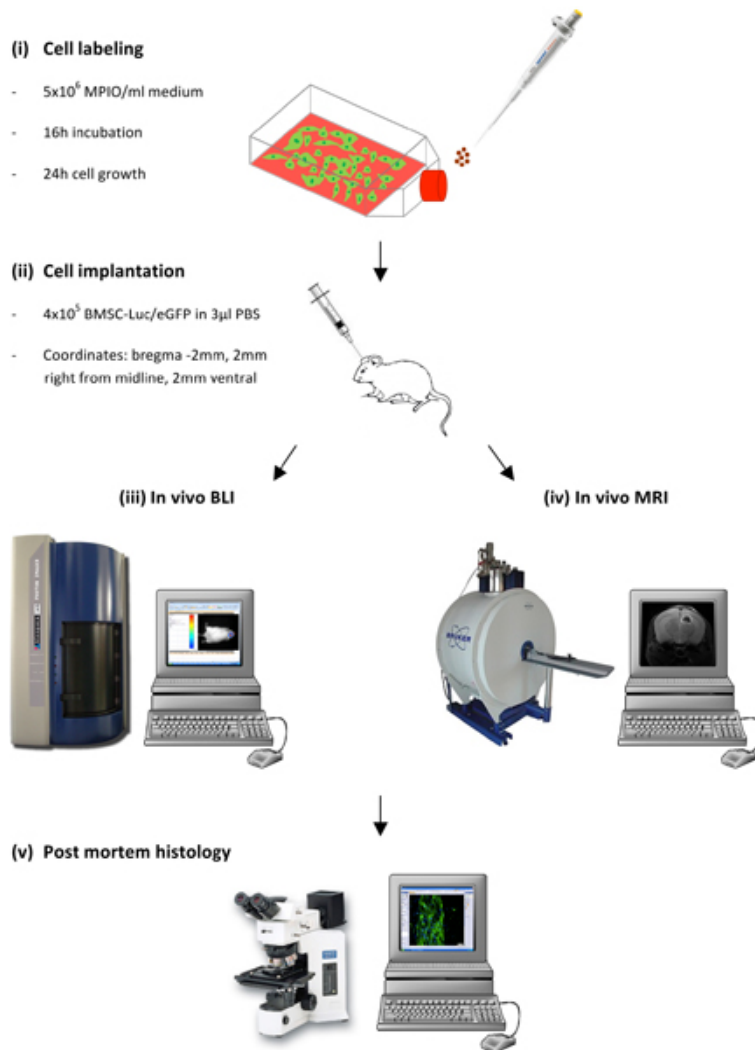 (i) Cell labeling
- 5x10⁶ MPIO/ml medium
- 16h incubation
- 24h cell growth
(ii) Cell implantation
- 4x10⁵ BMSC-Luc/eGFP in 3µl PBS
- Coordinates: bregma -2mm, 2mm
right from midline, 2mm ventral
(iii) In vivo BLI
(iv) In vivo MRI
BRUKER
(v) Post mortem histology